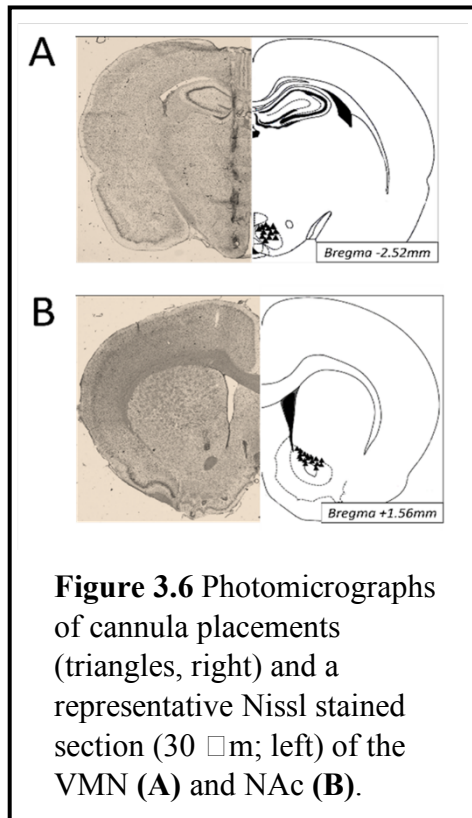 A
Bregma -2.52mm
B
Bregma +1.56mm
Figure 3.6 Photomicrographs
of cannula placements
(triangles, right) and a
representative Nissl stained
section (30 □m; left) of the
VMN (A) and NAc (B).